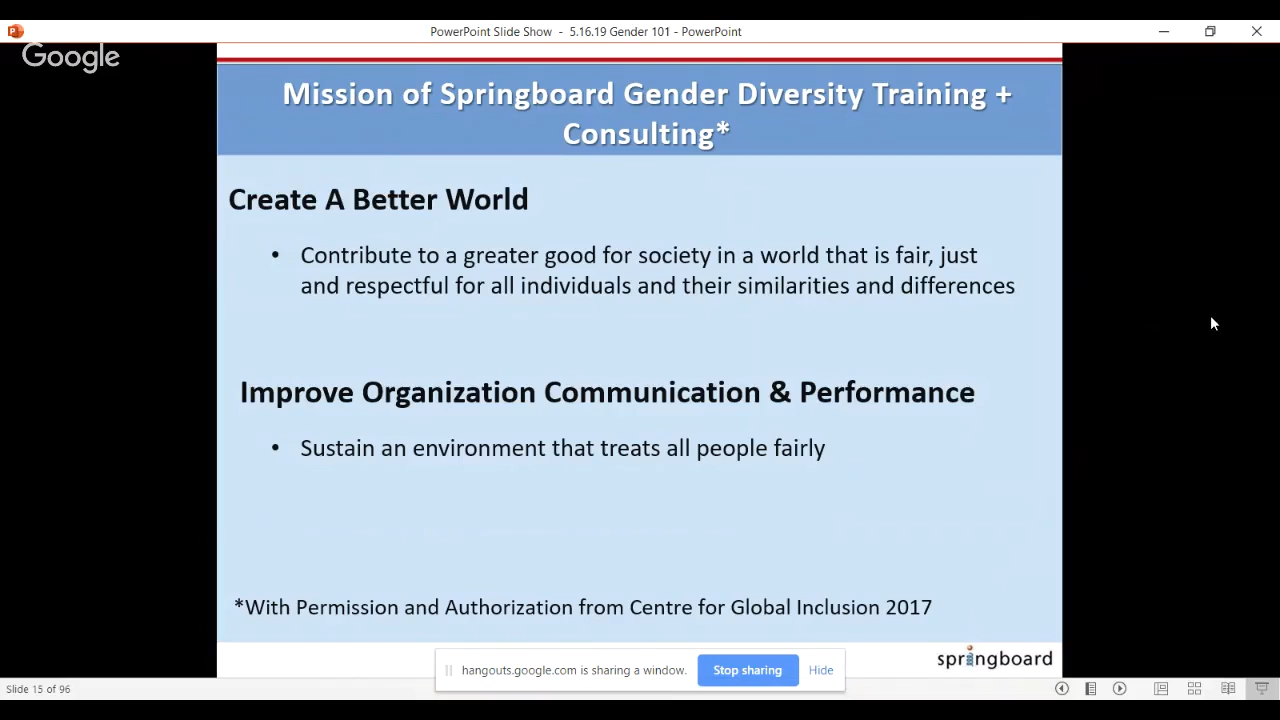 PowerPoint Slide Show - 5.16.19 Gender 101 - PowerPoint
Google
Mission of Springboard Gender Diversity Training +
Consulting*
Create A Better World
• Contribute to a greater good for society in a world that is fair, just
and respectful for all individuals and their similarities and differences
Improve Organization Communication & Performance
• Sustain an environment that treats all people fairly
*With Permission and Authorization from Centre for Global Inclusion 2017
springboard
hangouts.google.com is sharing a window.
Stop sharing
Hide
Slide 15 of 96